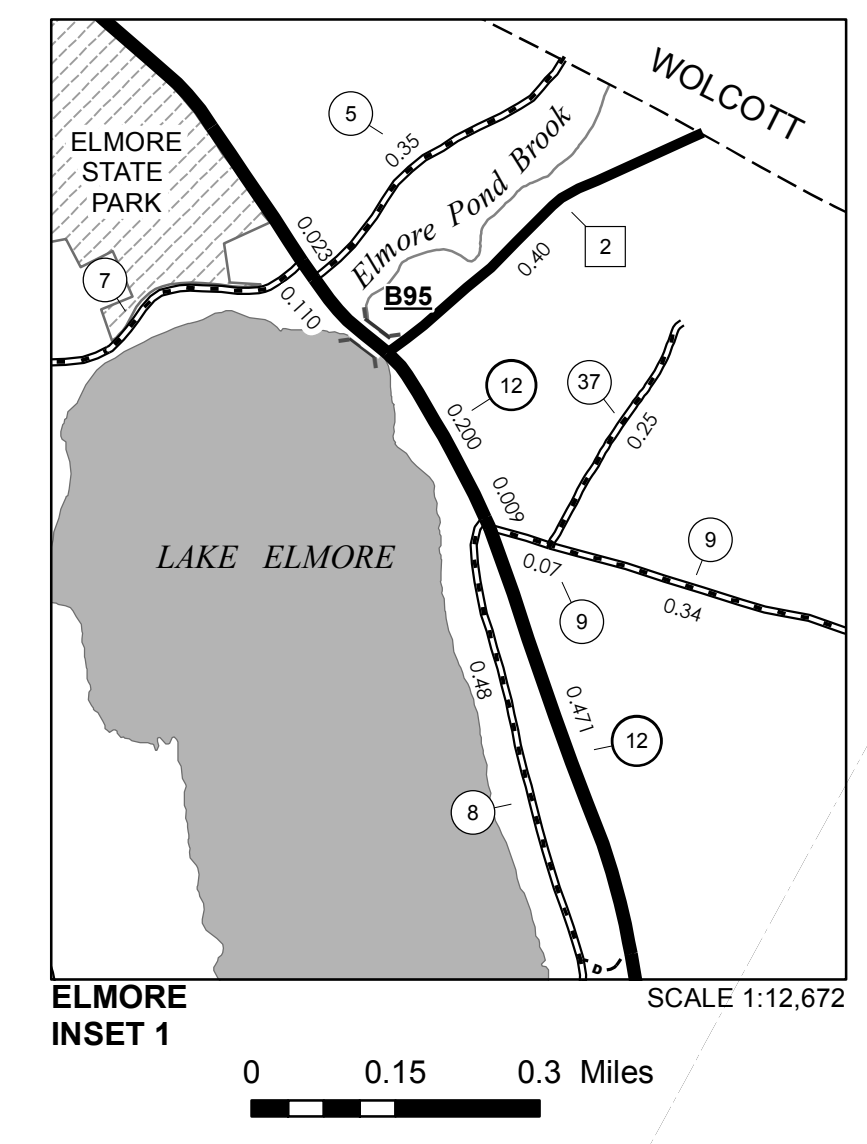 WOLCOTT
5
0.35
ELMORE
STATE
PARK
Elmore Pond Brook
2
0.023
0.40
7
B95
0.110
12
37
0.200
0.25
0.009
9
LAKE ELMORE
0.07
9
0.34
0.48
0.471
12
8
D
ELMORE
INSET 1
SCALE 1:12,672
0 0.15 0.3 Miles